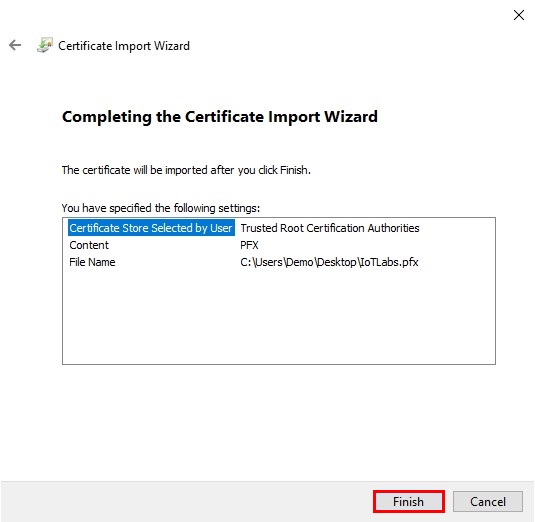 Certificate Import Wizard
Completing the Certificate Import Wizard
The certificate will be imported after you click Finish.
You have specified the following settings:
Certificate Store Selected by User Trusted Root Certification Authorities
Content PFX
File Name C:\Users\Demo\Desktop\IoTLabs.pfx
Finish Cancel